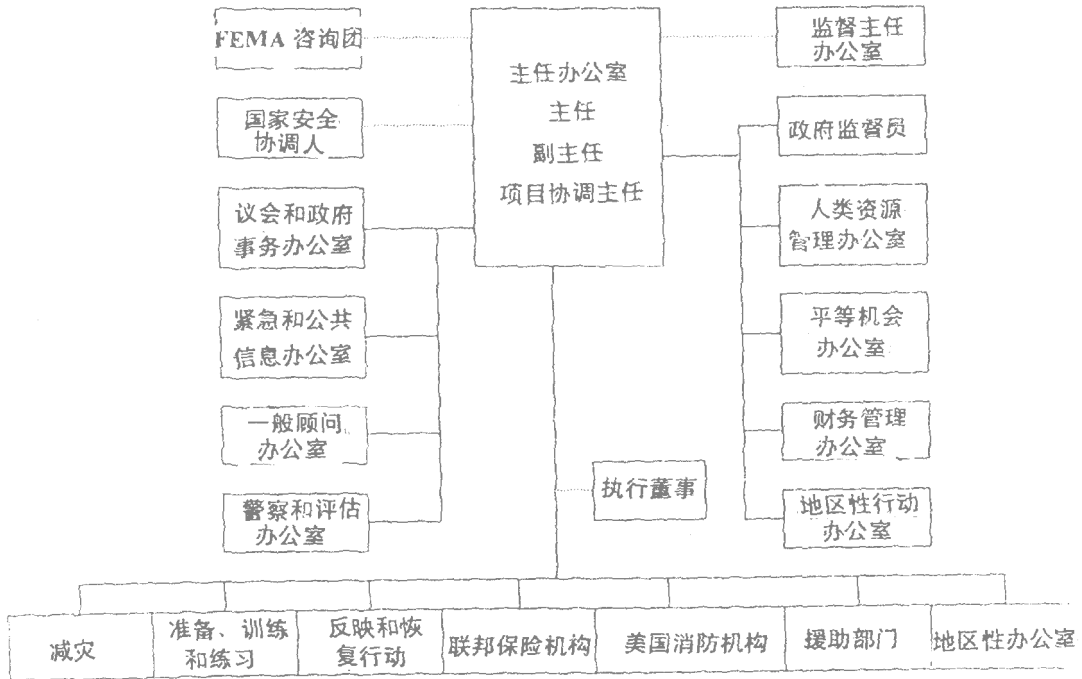 FEMA 咨询团
国家安全
协调人
议会和政府
事务办公室
紧急和公共
信息办公室
一般顾问
办公室
警察和评估
办公室
主任办公室
主任
副主任
项目协调主任
监督主任
办公室
政府监督员
人类资源
管理办公室
平等机会
办公室
财务管理
办公室
地区性行动
办公室
执行董事
减灾
准备、训练
和练习
反映和恢
复行动
联邦保险机构
美国消防机构
援助部门
地区性办公室